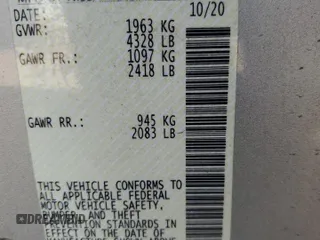 DATE: 10/20
GVWR: 1963 KG
4328 LB
GAWR FR: 1097 KG
2418 LB
GAWR RR: 945 KG
2083 LB
THIS VEHICLE CONFORMS TO
ALL APPLICABLE FEDERAL
MOTOR VEHICLE SAFETY,
BUMPER, AND THEFT
PREVENTION STANDARDS IN
EFFECT ON THE DATE OF